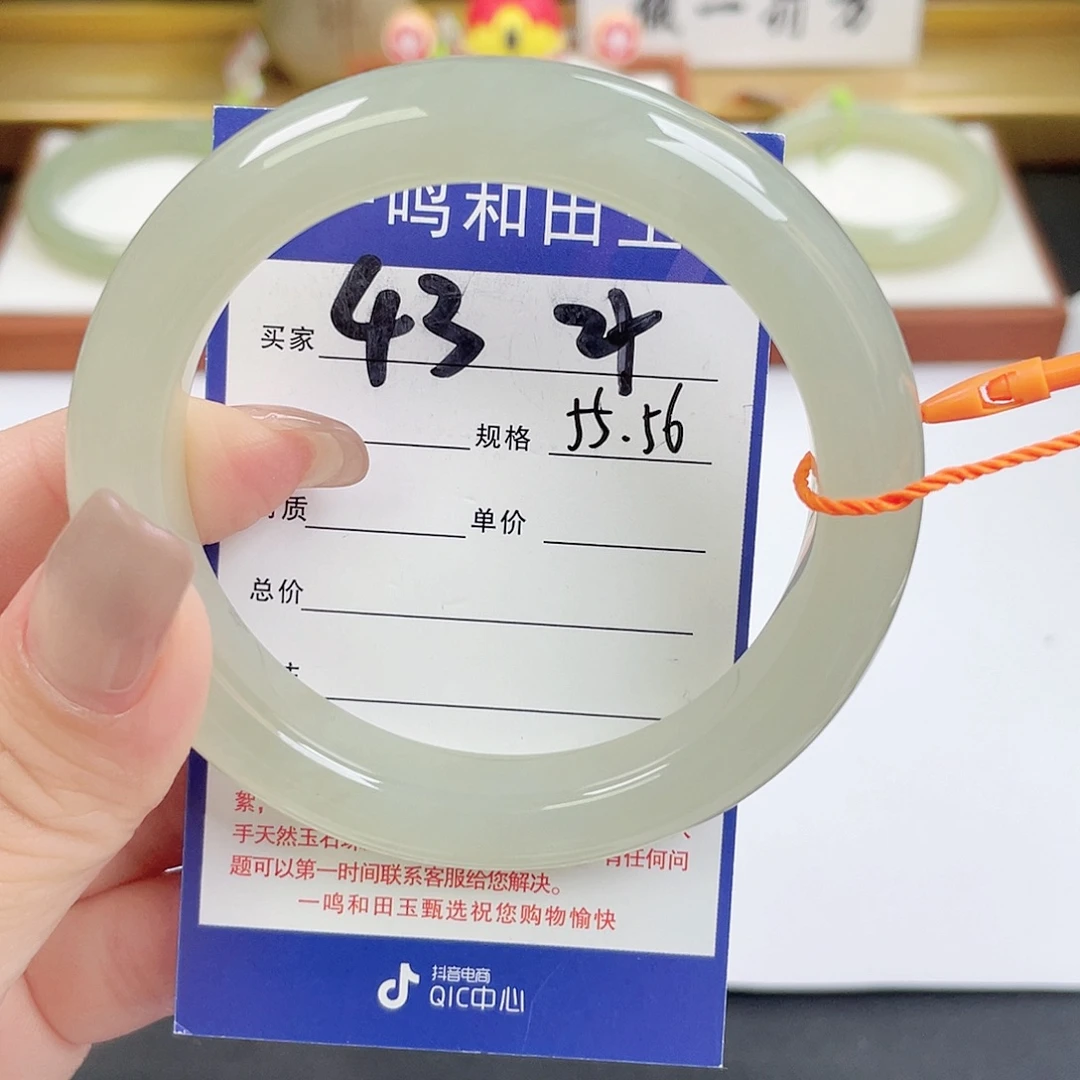 一鸣和田玉
买家 43 才
规格 55.56
质 单价
总价
絮,
手天然玉石 有任何问
题可以第一时间联系客服给您解决。
一鸣和田玉甄选祝您购物愉快
抖音电商
QIC中心